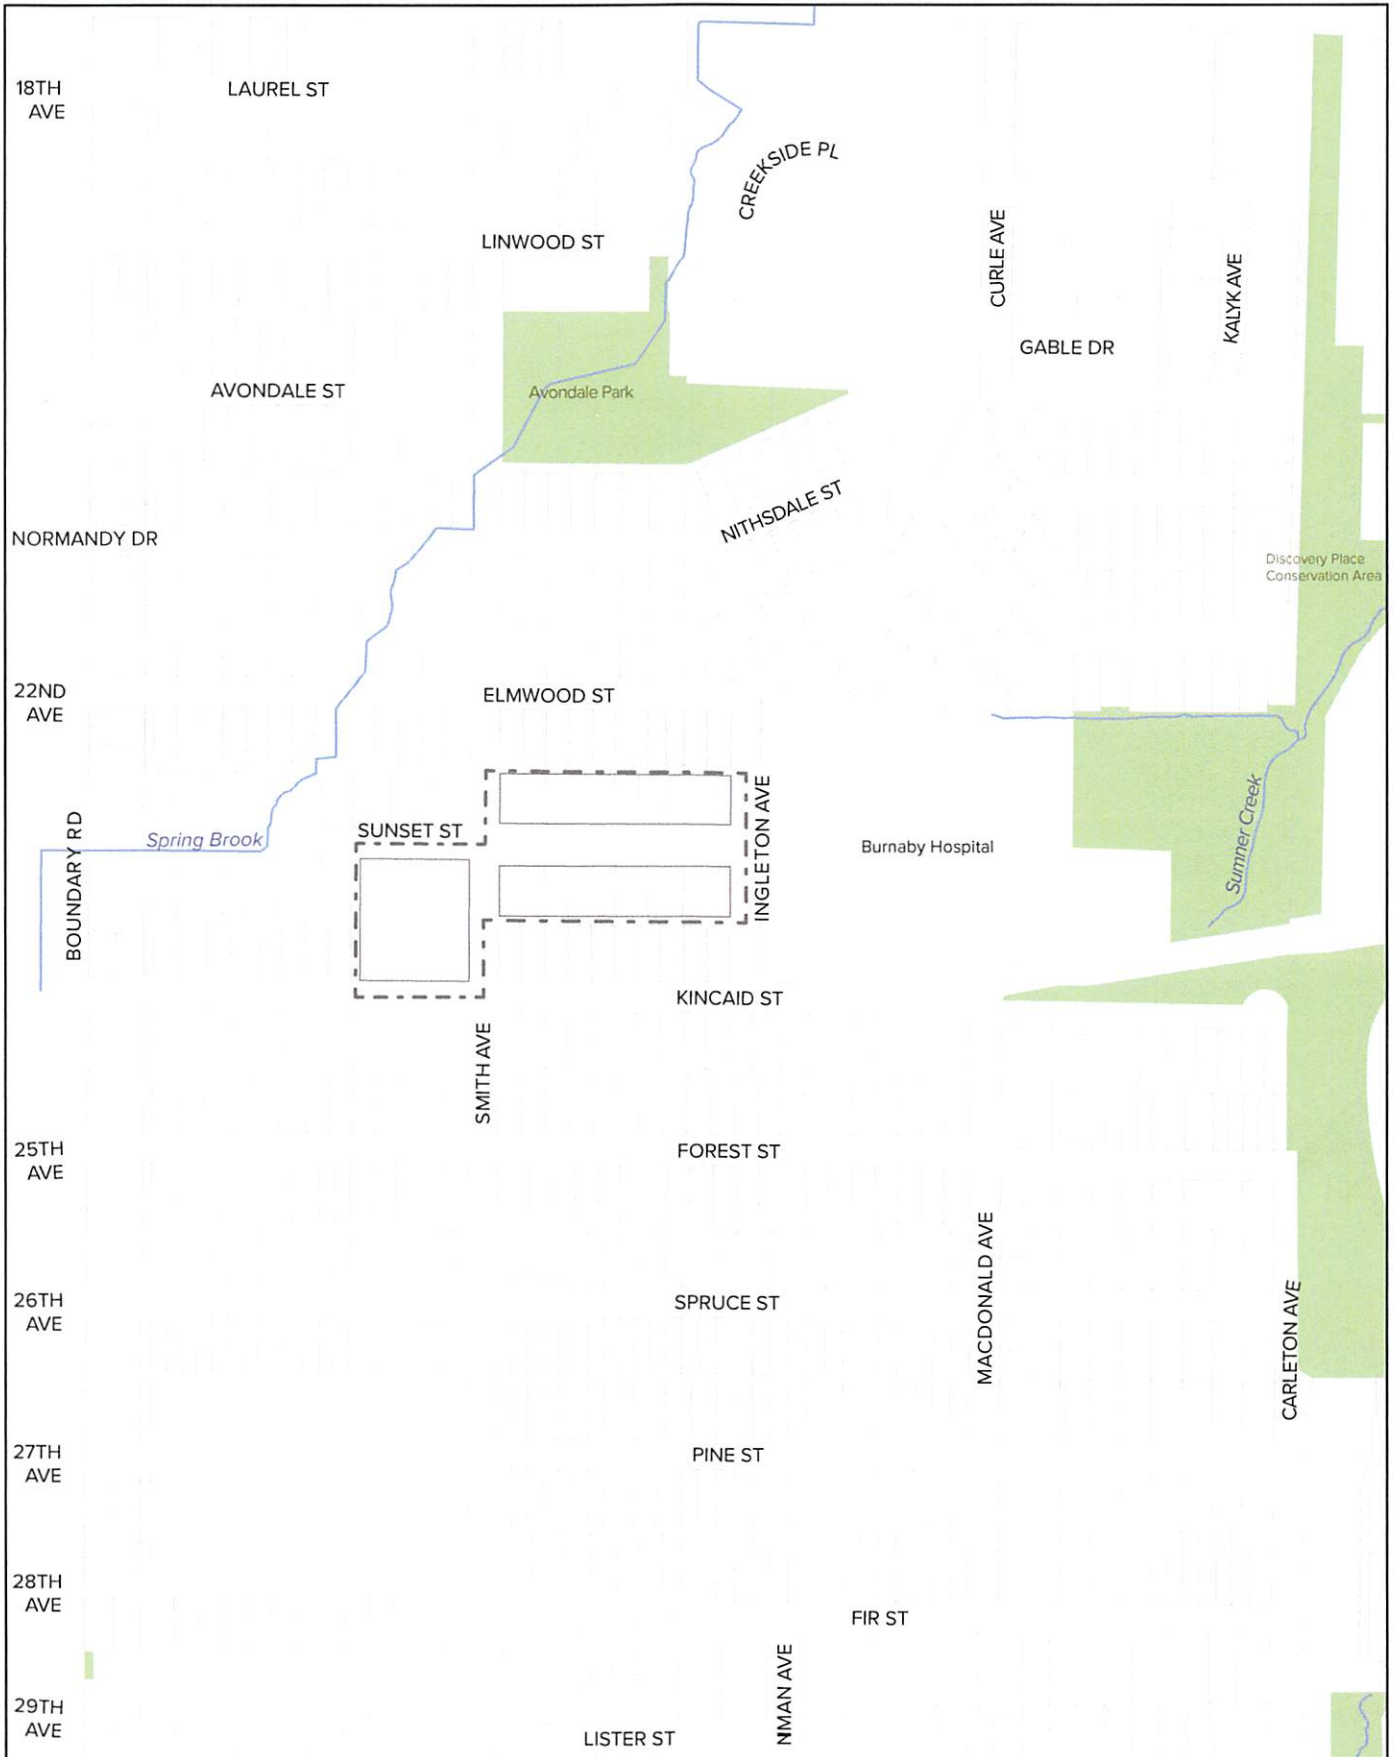 18TH
AVE
LAUREL ST
CREEKSIDE PL
LINWOOD ST
CURLE AVE
KALYK AVE
GABLE DR
AVONDALE ST
Avondale Park
NITHSDALE ST
NORMANDY DR
Discovery Place
Conservation Area
22ND
AVE
ELMWOOD ST
BOUNDARY RD
Spring Brook
SUNSET ST
INGLETON AVE
Burnaby Hospital
Sumner Creek
KINCAID ST
SMITH AVE
25TH
AVE
FOREST ST
MACDONALD AVE
26TH
AVE
SPRUCE ST
CARLETON AVE
27TH
AVE
PINE ST
28TH
AVE
FIR ST
NMAN AVE
29TH
AVE
LISTER ST